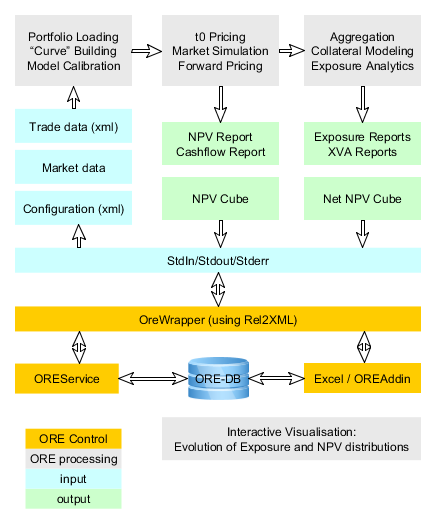 Portfolio Loading
“Curve” Building
Model Calibration
t0 Pricing
Market Simulation
Forward Pricing
Aggregation
Collateral Modeling
Exposure Analytics
Trade data (xml)
NPV Report
Cashflow Report
Exposure Reports
XVA Reports
Market data
Configuration (xml)
NPV Cube
Net NPV Cube
StdIn/Stdout/Stderr
OreWrapper (using Rel2XML)
OREService
ORE-DB
Excel / OREAddin
ORE Control
ORE processing
input
output
Interactive Visualisation:
Evolution of Exposure and NPV distributions